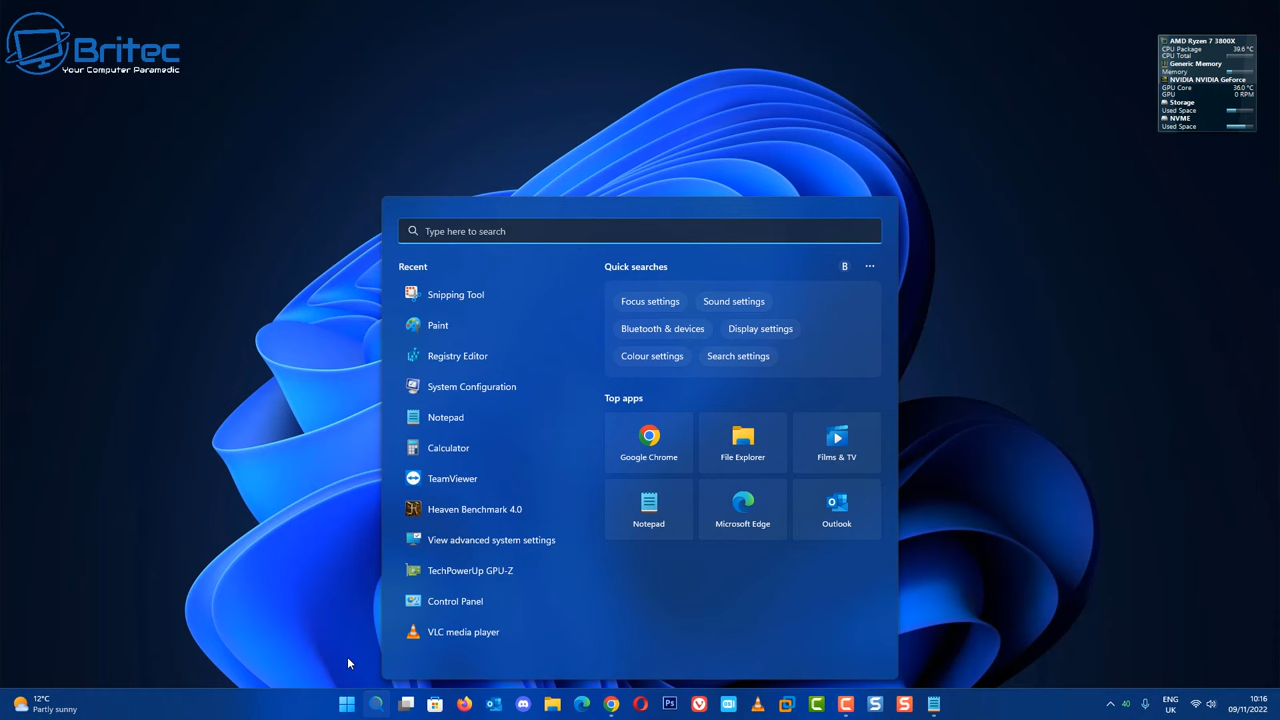 Britec
Your Computer Paramedic
AMD Ryzen 7 3800X
CPU Package 39.6 °C
CPU Total
Generic Memory
Memory
NVIDIA NVIDIA GeForce
GPU Core 36.0 °C
GPU 0 RPM
Storage
Used Space
NVME
Used Space
Type here to search
Recent
Snipping Tool
Paint
Registry Editor
System Configuration
Notepad
Calculator
TeamViewer
Heaven Benchmark 4.0
View advanced system settings
TechPowerUp GPU-Z
Control Panel
VLC media player
Quick searches B
Focus settings Sound settings
Bluetooth & devices Display settings
Colour settings Search settings
Top apps
Google Chrome File Explorer Films & TV
Notepad Microsoft Edge Outlook
12°C
Partly sunny
Ps
40
ENG
UK
10:16
09/11/2022